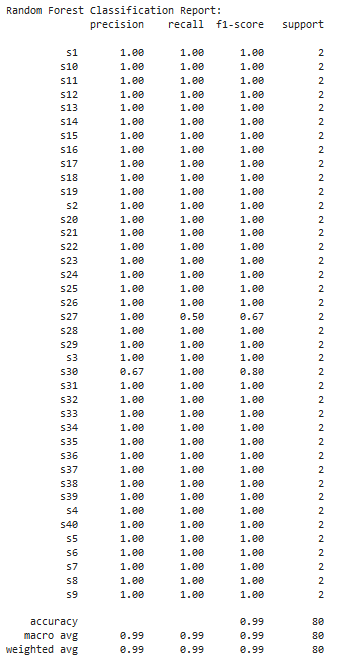 Random Forest Classification Report:
precision recall f1-score support
s1 1.00 1.00 1.00 2
s10 1.00 1.00 1.00 2
s11 1.00 1.00 1.00 2
s12 1.00 1.00 1.00 2
s13 1.00 1.00 1.00 2
s14 1.00 1.00 1.00 2
s15 1.00 1.00 1.00 2
s16 1.00 1.00 1.00 2
s17 1.00 1.00 1.00 2
s18 1.00 1.00 1.00 2
s19 1.00 1.00 1.00 2
s2 1.00 1.00 1.00 2
s20 1.00 1.00 1.00 2
s21 1.00 1.00 1.00 2
s22 1.00 1.00 1.00 2
s23 1.00 1.00 1.00 2
s24 1.00 1.00 1.00 2
s25 1.00 1.00 1.00 2
s26 1.00 1.00 1.00 2
s27 1.00 0.50 0.67 2
s28 1.00 1.00 1.00 2
s29 1.00 1.00 1.00 2
s3 1.00 1.00 1.00 2
s30 0.67 1.00 0.80 2
s31 1.00 1.00 1.00 2
s32 1.00 1.00 1.00 2
s33 1.00 1.00 1.00 2
s34 1.00 1.00 1.00 2
s35 1.00 1.00 1.00 2
s36 1.00 1.00 1.00 2
s37 1.00 1.00 1.00 2
s38 1.00 1.00 1.00 2
s39 1.00 1.00 1.00 2
s4 1.00 1.00 1.00 2
s40 1.00 1.00 1.00 2
s5 1.00 1.00 1.00 2
s6 1.00 1.00 1.00 2
s7 1.00 1.00 1.00 2
s8 1.00 1.00 1.00 2
s9 1.00 1.00 1.00 2
accuracy 0.99 80
macro avg 0.99 0.99 0.99 80
weighted avg 0.99 0.99 0.99 80